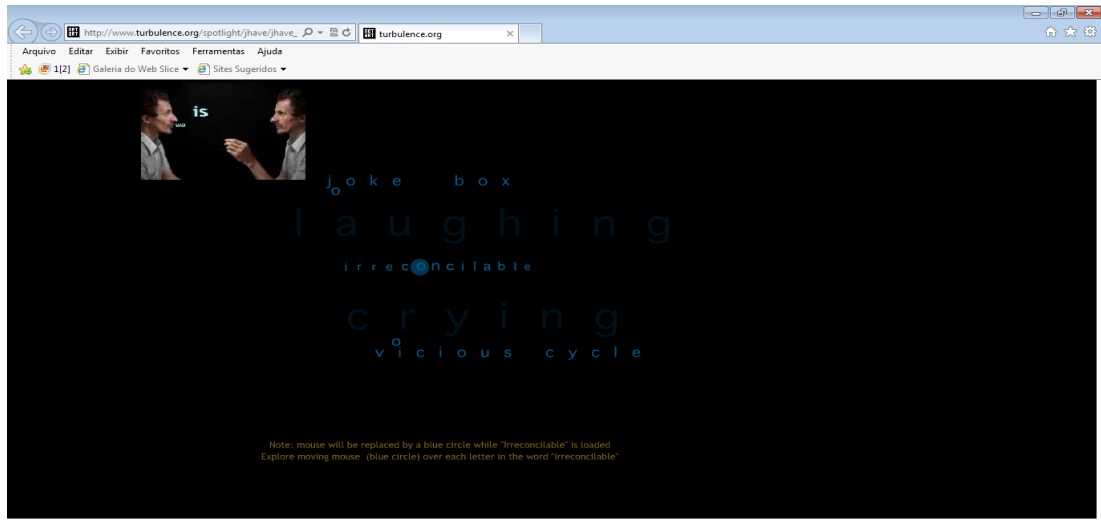 http://www.turbulence.org/spotlight/jhave/jhave_
turbulence.org
Arquivo Editar Exibir Favoritos Ferramentas Ajuda
1[2] Galeria do Web Slice Sites Sugeridos
is
wa
joke box
o
laughing
irreconcilable
crying
o
vicious cycle
Note: mouse will be replaced by a blue circle while "Irreconcilable" is loaded
Explore moving mouse (blue circle) over each letter in the word "irreconcilable"